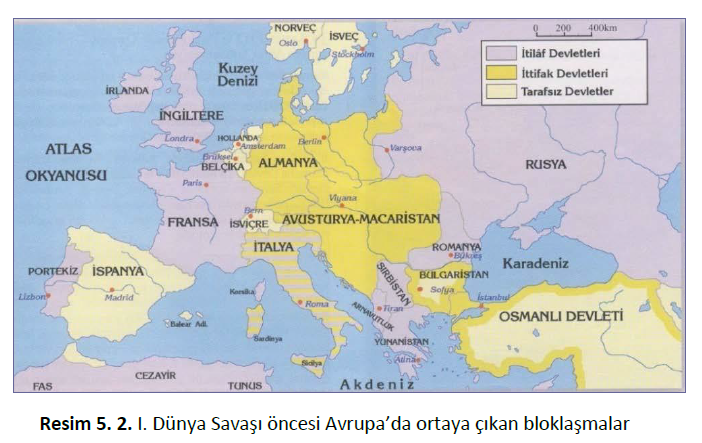 NORVEÇ
Oslo
İSVEÇ
Stockholm
0 200 400km
İtilâf Devletleri
İttifak Devletleri
Tarafsız Devletler
Kuzey
Denizi
İRLANDA
İNGİLTERE
Londra
HOLLANDA
Amsterdam
Brüksel
BELÇİKA
Berlin
ALMANYA
Varşova
ATLAS
OKYANUSU
RUSYA
Paris
Viyana
FRANSA
Bern
İSVİÇRE
AVUSTURYA-MACARİSTAN
İTALYA
ROMANYA
Bükreş
Karadeniz
PORTEKİZ
İSPANYA
Lizbon
Madrid
Korsika
Roma
SIRBİSTAN
BULGARİSTAN
Sofya
İstanbul
OSMANLI DEVLETİ
ARNAVUTLUK
Tiran
Balear Adl.
Sardinya
YUNANİSTAN
Atina
Sicilya
FAS
CEZAYİR
TUNUS
Akdeniz
Resim 5. 2. I. Dünya Savaşı öncesi Avrupa’da ortaya çıkan bloklaşmalar